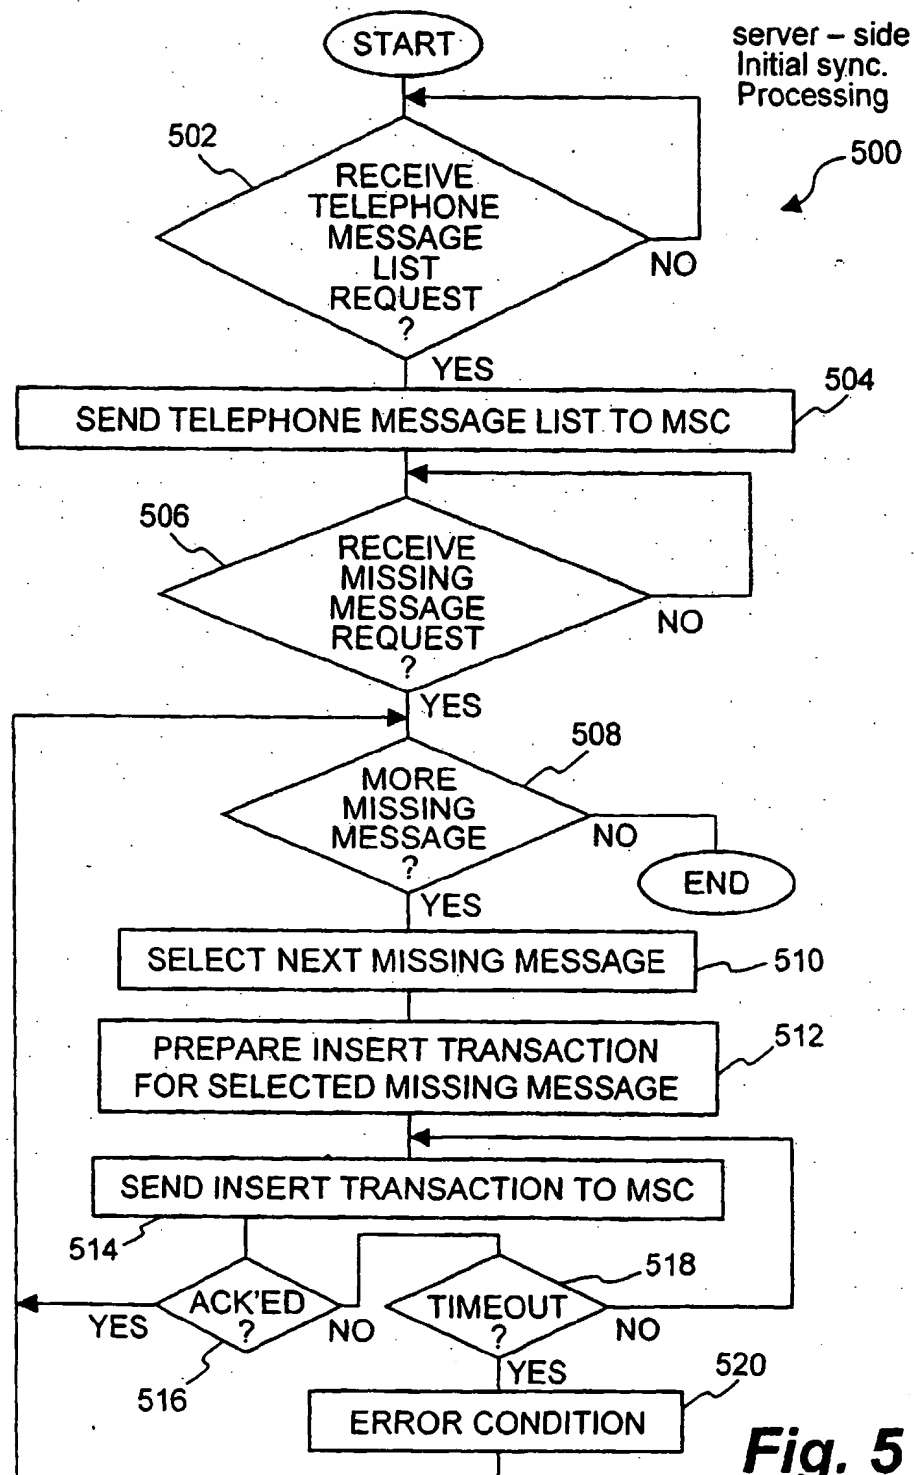 START
server – side
Initial sync.
Processing
500
502
RECEIVE
TELEPHONE
MESSAGE
LIST
REQUEST
?
NO
YES
504
SEND TELEPHONE MESSAGE LIST TO MSC
506
RECEIVE
MISSING
MESSAGE
REQUEST
?
NO
YES
508
MORE
MISSING
MESSAGE
?
NO
END
YES
SELECT NEXT MISSING MESSAGE
510
PREPARE INSERT TRANSACTION
FOR SELECTED MISSING MESSAGE
512
SEND INSERT TRANSACTION TO MSC
514
518
ACK'ED
?
YES
NO
516
TIMEOUT
?
NO
YES
520
ERROR CONDITION
Fig. 5